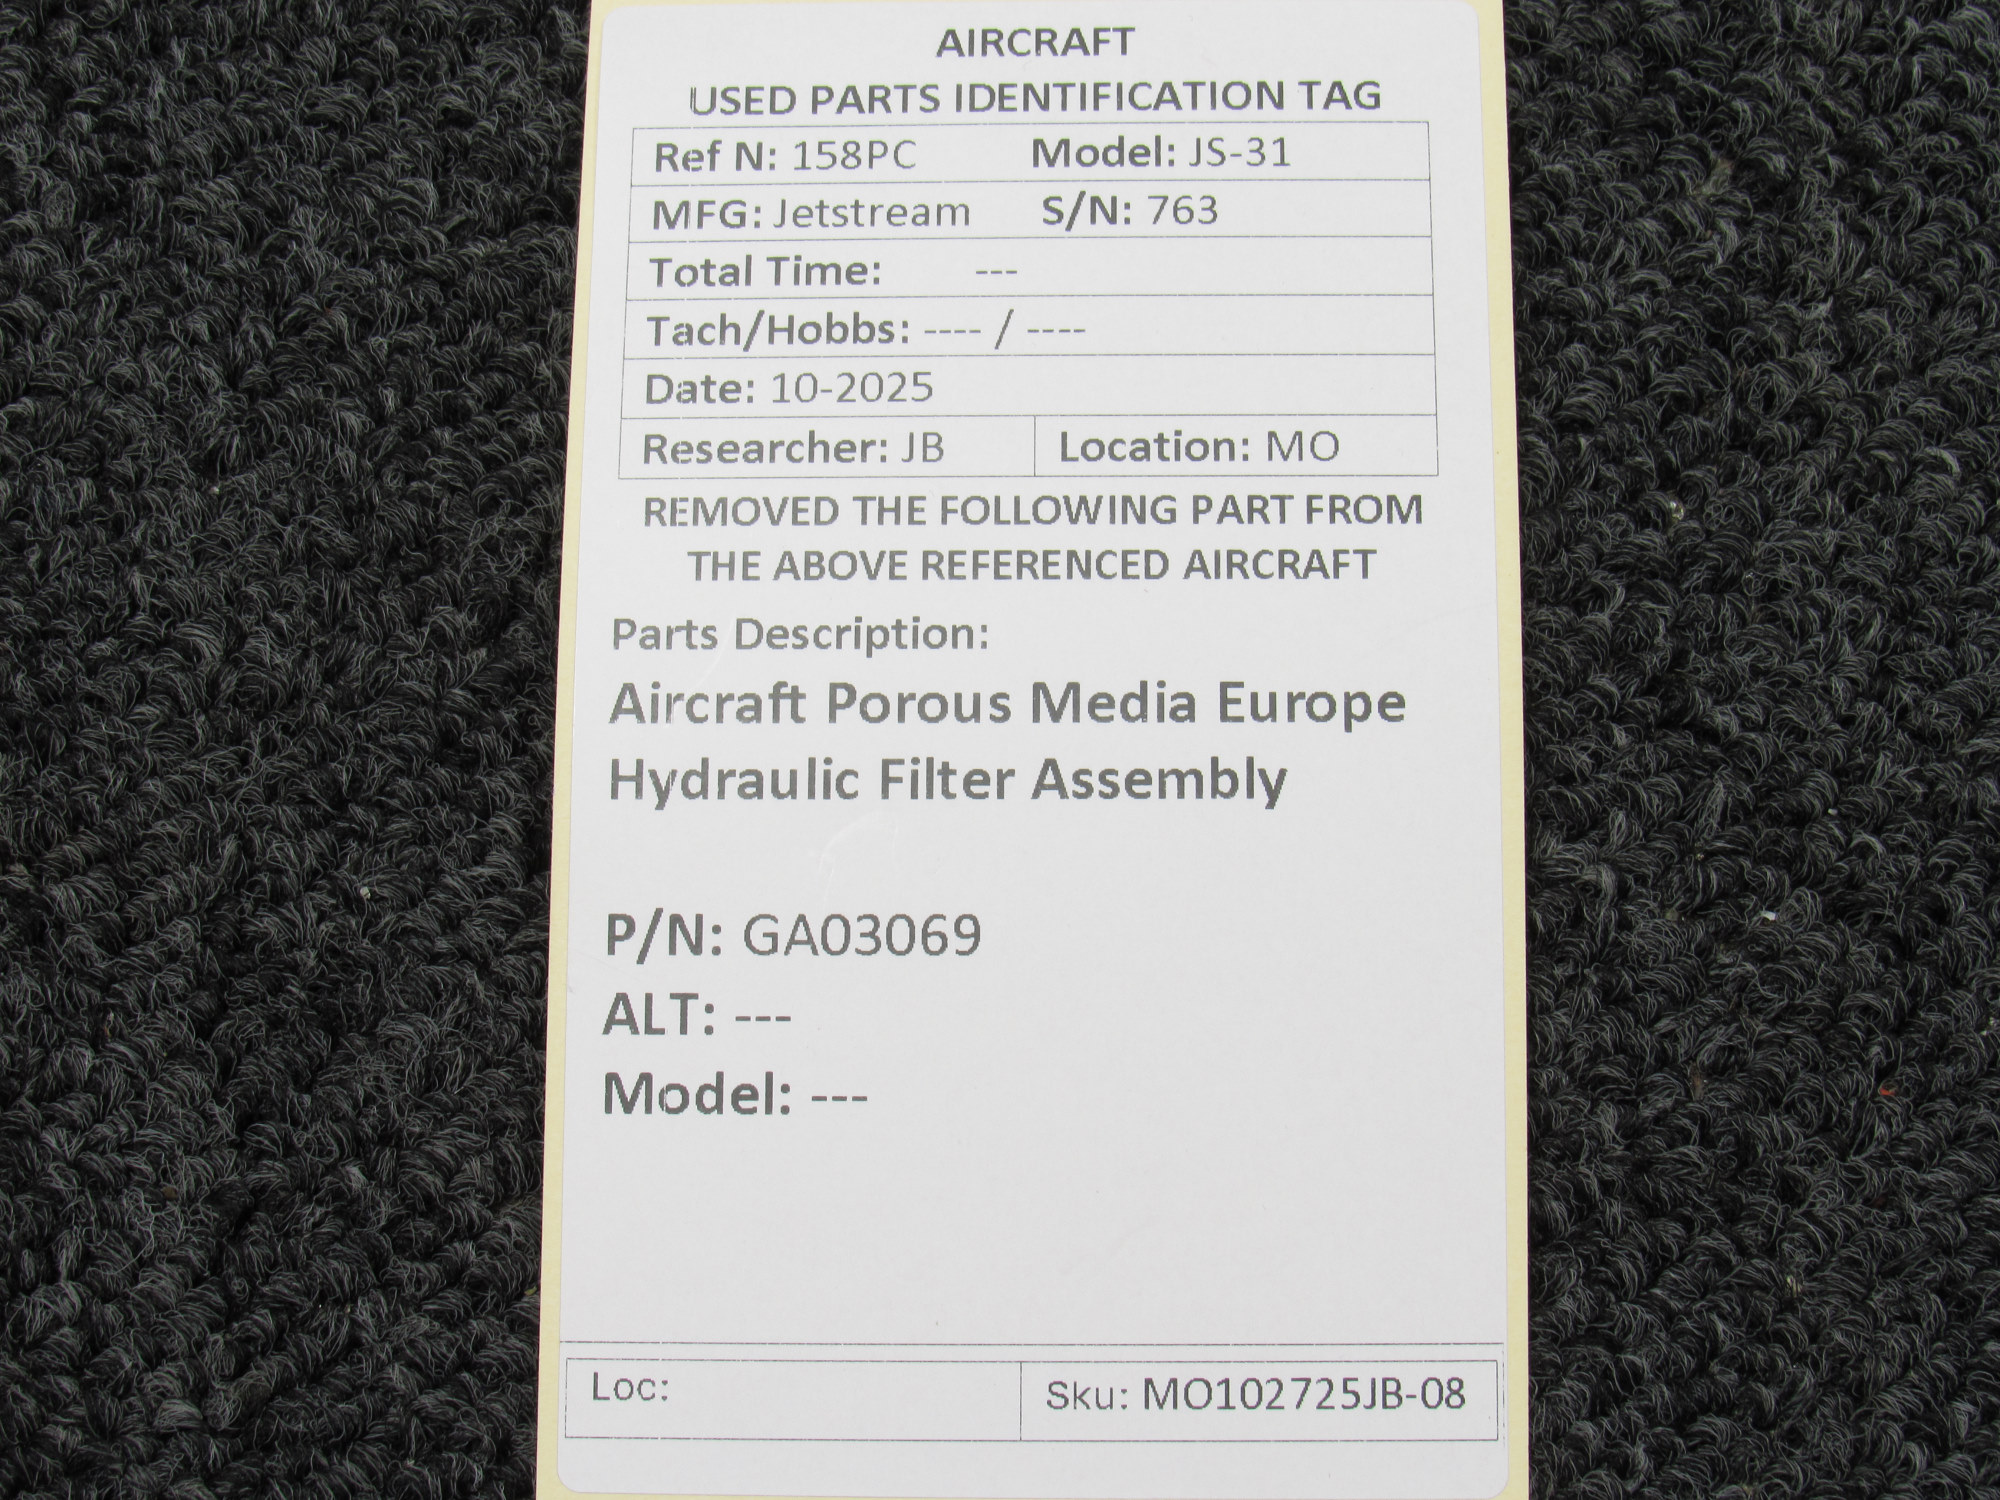 AIRCRAFT
USED PARTS IDENTIFICATION TAG
Ref N: 158PC Model: JS-31
MFG: Jetstream S/N: 763
Total Time: ---
Tach/Hobbs: ---- / ----
Date: 10-2025
Researcher: JB Location: MO
REMOVED THE FOLLOWING PART FROM
THE ABOVE REFERENCED AIRCRAFT
Parts Description:
Aircraft Porous Media Europe
Hydraulic Filter Assembly
P/N: GA03069
ALT: ---
Model: ---
Loc: Sku: MO102725JB-08